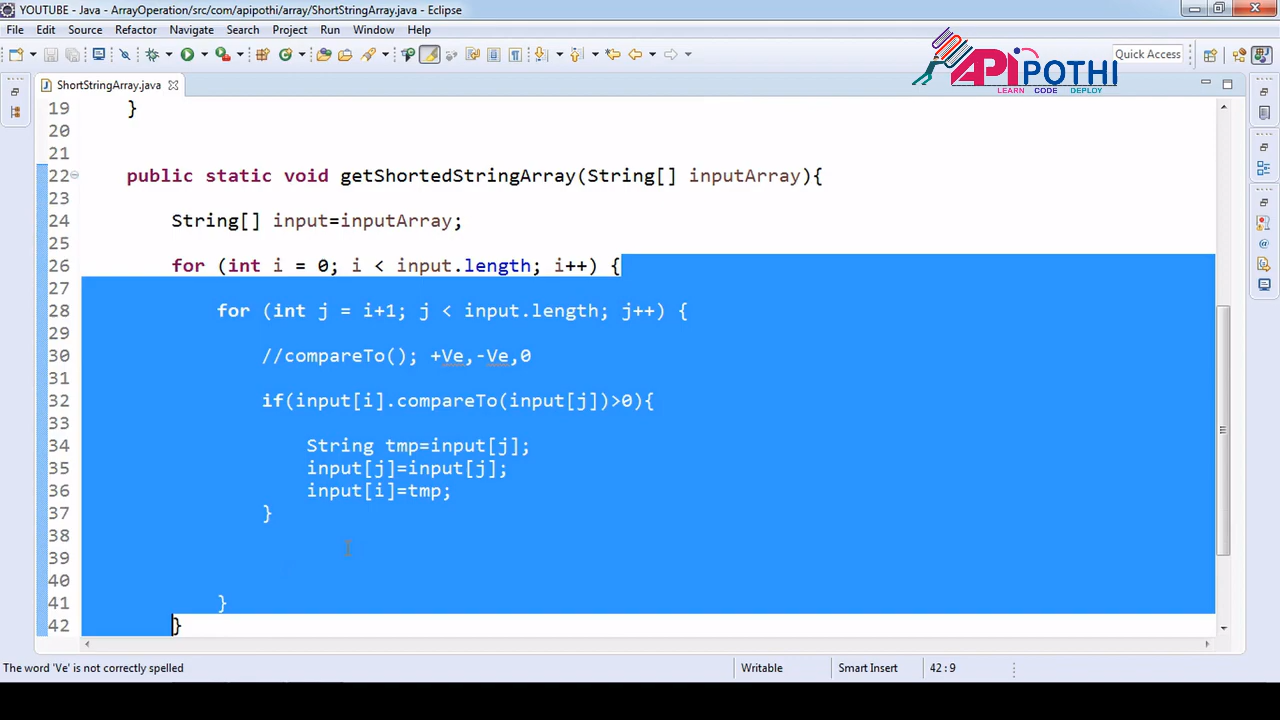 YOUTUBE - Java - ArrayOperation/src/com/apipothi/array/ShortStringArray.java - Eclipse
File Edit Source Refactor Navigate Search Project Run Window Help
Quick Access
APIPOTHI
LEARN CODE DEPLOY
ShortStringArray.java
19 }
20
21
22 public static void getShortedStringArray(String[] inputArray){
23
24 String[] input=inputArray;
25
26 for (int i = 0; i < input.length; i++) {
27
28 for (int j = i+1; j < input.length; j++) {
29
30 //compareTo(); +Ve,-Ve,0
31
32 if(input[i].compareTo(input[j])>0){
33
34 String tmp=input[j];
35 input[j]=input[j];
36 input[i]=tmp;
37 }
38
39
40
41 }
42 }
The word 'Ve' is not correctly spelled Writable Smart Insert 42:9